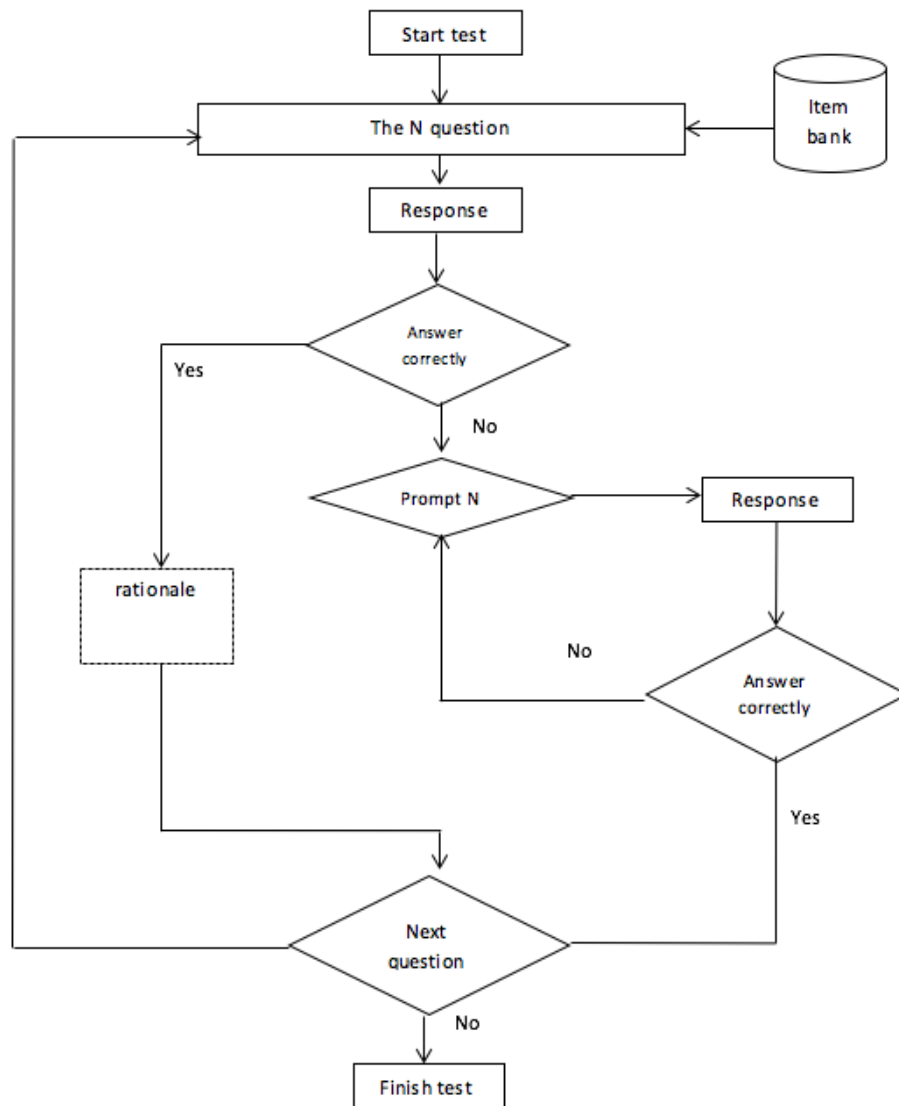 Start test
The N question
Item
bank
Response
Answer
correctly
Yes
No
Prompt N
Response
rationale
No
Answer
correctly
Yes
Next
question
No
Finish test